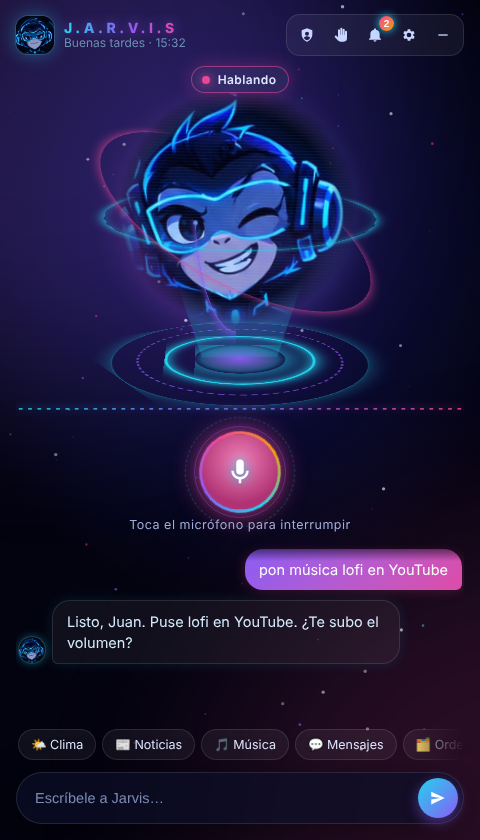 J.A.R.V.I.S
Buenas tardes · 15:32
2
Hablando
Toca el micrófono para interrumpir
pon música lofi en YouTube
Listo, Juan. Puse lofi en YouTube. ¿Te subo el
volumen?
🌤️ Clima 📰 Noticias 🎵 Música 💬 Mensajes 🗂️ Orde
Escríbele a Jarvis…